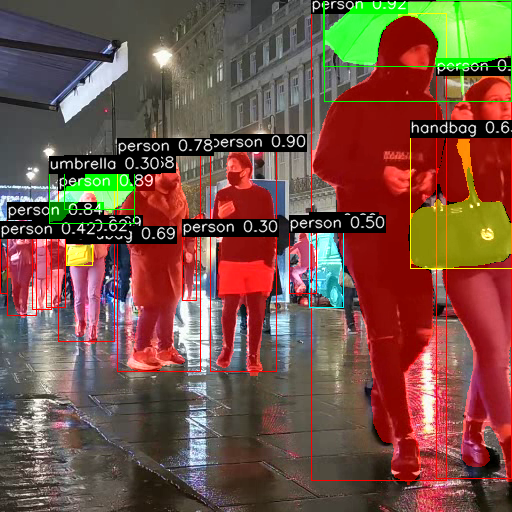 person 0.92
person 0.
handbag 0.6
person 0.78
person 0.90
umbrella 0.30
person 0.89
person 0.84
person 0.42
0.69
person 0.30
person 0.50